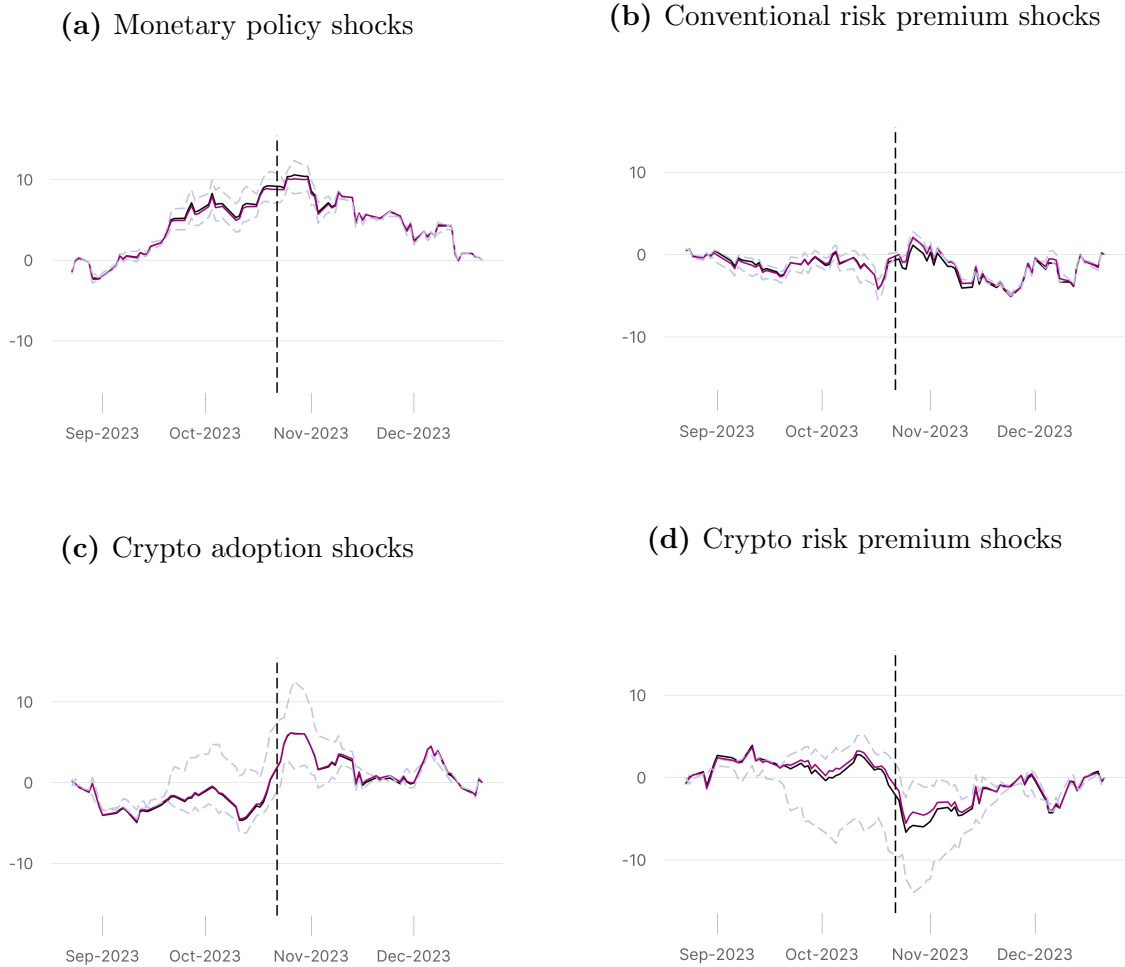 (a) Monetary policy shocks
10
0
-10
Sep-2023 Oct-2023 Nov-2023 Dec-2023
(b) Conventional risk premium shocks
10
0
-10
Sep-2023 Oct-2023 Nov-2023 Dec-2023
(c) Crypto adoption shocks
10
0
-10
Sep-2023 Oct-2023 Nov-2023 Dec-2023
(d) Crypto risk premium shocks
10
0
-10
Sep-2023 Oct-2023 Nov-2023 Dec-2023